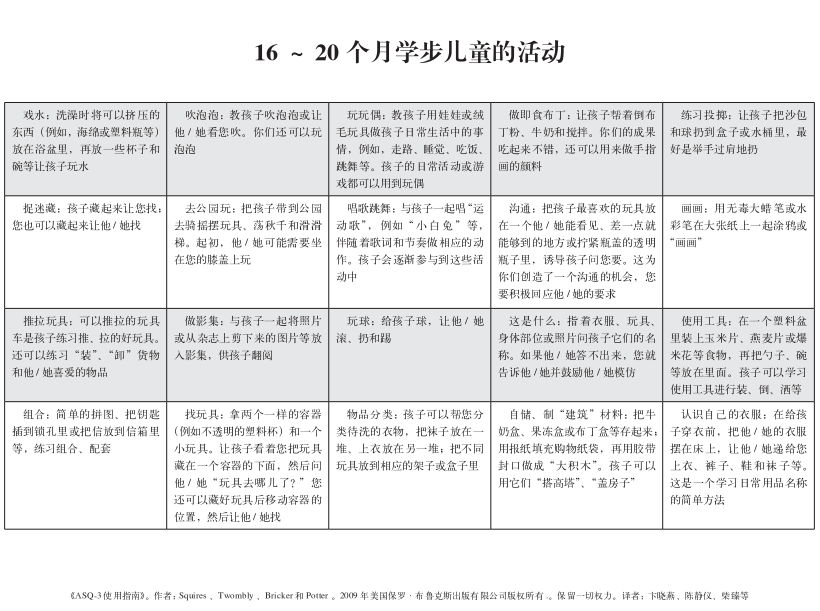 16 ~ 20 个月学步儿童的活动
戏水：洗澡时将可以挤压的
东西（例如，海绵或塑料瓶等）
放在浴盆里，再放一些杯子和
碗等让孩子玩水
吹泡泡：教孩子吹泡泡或让
他 / 她看您吹。你们还可以玩
泡泡
玩玩偶：教孩子用娃娃或绒
毛玩具做孩子日常生活中的事
情，例如，走路、睡觉、吃饭、
跳舞等。孩子的日常活动或游
戏都可以用到玩偶
做即食布丁：让孩子帮着倒布
丁粉、牛奶和搅拌。你们的成果
吃起来不错，还可以用来做手指
画的颜料
练习投掷：让孩子把沙包
和球扔到盒子或水桶里，最
好是举手过肩地扔
捉迷藏：孩子藏起来让您找；
您也可以藏起来让他 / 她找
去公园玩：把孩子带到公园
去骑摇摆玩具、荡秋千和滑滑
梯。起初，他 / 她可能需要坐
在您的膝盖上玩
唱歌跳舞：与孩子一起唱“运
动歌”，例如“小白兔”等，
伴随着歌词和节奏做相应的动
作。孩子会逐渐参与到这些活
动中
沟通：把孩子最喜欢的玩具放
在一个他 / 她能看见、差一点就
能够到的地方或拧紧瓶盖的透明
瓶子里，诱导孩子问您要。这为
你们创造了一个沟通的机会，您
要积极回应他 / 她的要求
画画：用无毒大蜡笔或水
彩笔在大张纸上一起涂鸦或
“画画”
推拉玩具：可以推拉的玩具
车是孩子练习推、拉的好玩具。
还可以练习“装”、“卸”货物
和他 / 她喜爱的物品
做影集：与孩子一起将照片
或从杂志上剪下来的图片等放
入影集，供孩子翻阅
玩球：给孩子球，让他 / 她
滚、扔和踢
这是什么：指着衣服、玩具、
身体部位或照片问孩子它们的名
称。如果他 / 她答不出来，您就
告诉他 / 她并鼓励他 / 她模仿
使用工具：在一个塑料盆
里装上玉米片、燕麦片或爆
米花等食物，再把勺子、碗
等放在里面。孩子可以学习
使用工具进行装、倒、洒等
组合：简单的拼图、把钥匙
插到锁孔里或把信放到信箱里
等，练习组合、配套
找玩具：拿两个一样的容器
（例如不透明的塑料杯）和一个
小玩具。让孩子看着您把玩具
藏在一个容器的下面，然后问
他 / 她“玩具去哪儿了？”您
还可以藏好玩具后移动容器的
位置，然后让他 / 她找
物品分类：孩子可以帮您分
类待洗的衣物，把袜子放在一
堆、上衣放在另一堆；把不同
玩具放到相应的架子或盒子里
自储、制“建筑”材料：把牛
奶盒、果冻盒或布丁盒等存起来；
用报纸填充购物纸袋，再用胶带
封口做成“大积木”。孩子可以
用它们“搭高塔”、“盖房子”
认识自己的衣服：在给孩
子穿衣前，把他 / 她的衣服
摆在床上，让他 / 她递给您
上衣、裤子、鞋和袜子等。
这是一个学习日常用品名称
的简单方法
《ASQ-3使用指南》。作者：Squires 、Twombly 、Bricker和Potter 。2009 年美国保罗 · 布鲁克斯出版有限公司版权所有 。保留一切权力。译者：卞晓燕、陈静仪、柴臻等